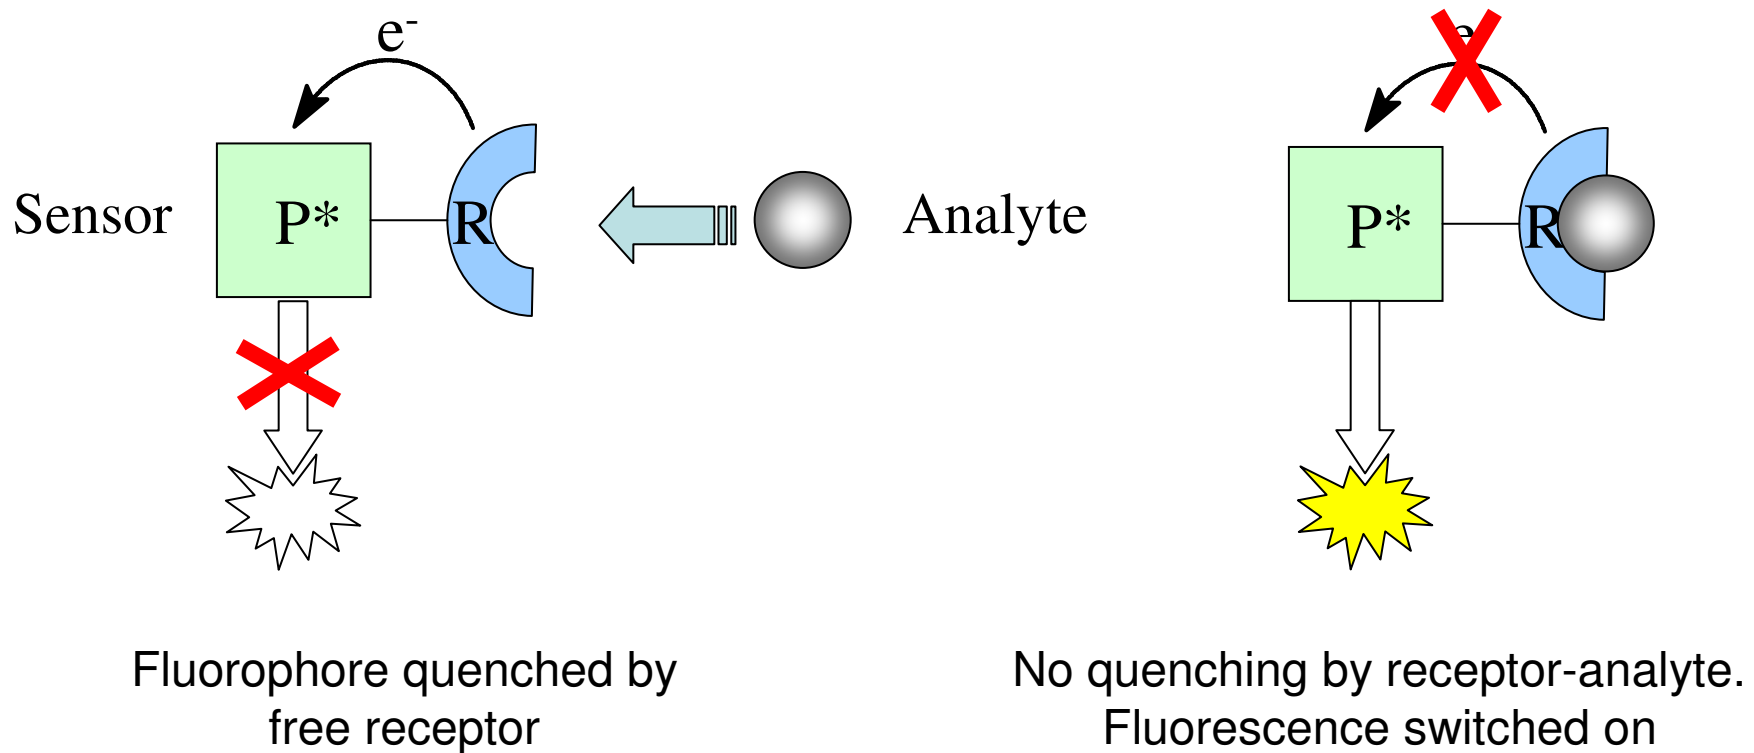 e-
e
Sensor
P*
R
Analyte
P*
R
Fluorophore quenched by
free receptor
No quenching by receptor-analyte.
Fluorescence switched on